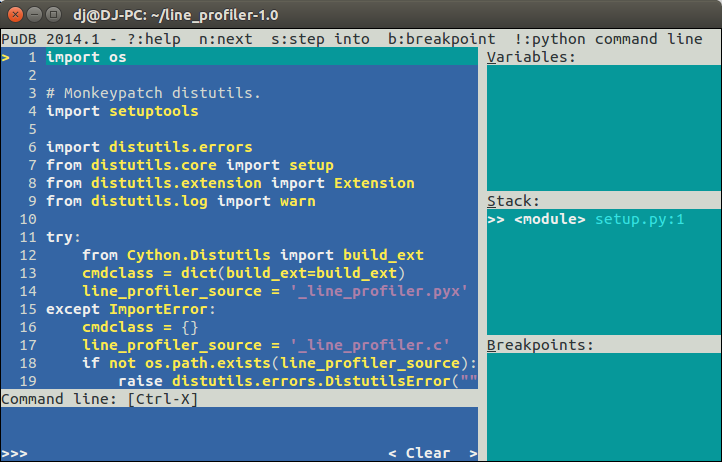 dj@DJ-PC: ~/line_profiler-1.0
PuDB 2014.1 - ?:help  n:next  s:step into  b:breakpoint  !:python command line
>  1 import os
2
3 # Monkeypatch distutils.
4 import setuptools
5
6 import distutils.errors
7 from distutils.core import setup
8 from distutils.extension import Extension
9 from distutils.log import warn
10
11 try:
12     from Cython.Distutils import build_ext
13     cmdclass = dict(build_ext=build_ext)
14     line_profiler_source = '_line_profiler.pyx'
15 except ImportError:
16     cmdclass = {}
17     line_profiler_source = '_line_profiler.c'
18     if not os.path.exists(line_profiler_source):
19         raise distutils.errors.DistutilsError(""
Command line: [Ctrl-X]
>>>
< Clear  >
Variables:
Stack:
>> <module> setup.py:1
Breakpoints: